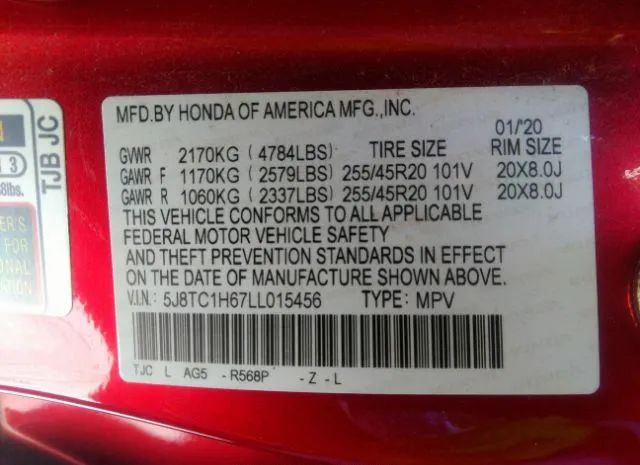 MFD.BY HONDA OF AMERICA MFG.,INC.
01/'20
GVWR 2170KG ( 4784LBS) TIRE SIZE RIM SIZE
GAWR F 1170KG ( 2579LBS) 255/45R20 101V 20X8.0J
GAWR R 1060KG ( 2337LBS) 255/45R20 101V 20X8.0J
THIS VEHICLE CONFORMS TO ALL APPLICABLE
FEDERAL MOTOR VEHICLE SAFETY
AND THEFT PREVENTION STANDARDS IN EFFECT
ON THE DATE OF MANUFACTURE SHOWN ABOVE.
V.I.N.: 5J8TC1H67LL015456 TYPE: MPV
TJC L AG5 - R568P - Z - L
TJB JC
3
lbs.
FOR